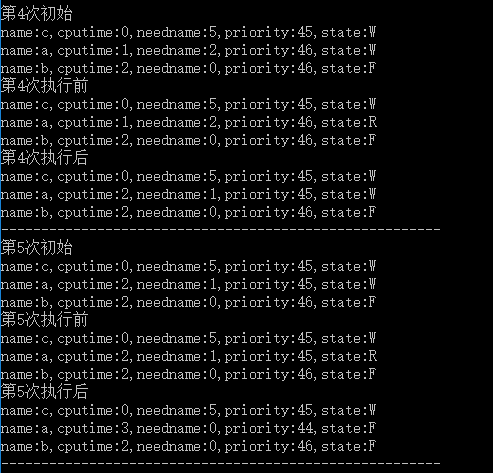 第4次初始
name:c,cputime:0,needname:5,priority:45,state:W
name:a,cputime:1,needname:2,priority:46,state:W
name:b,cputime:2,needname:0,priority:46,state:F
第4次执行前
name:c,cputime:0,needname:5,priority:45,state:W
name:a,cputime:1,needname:2,priority:46,state:R
name:b,cputime:2,needname:0,priority:46,state:F
第4次执行后
name:c,cputime:0,needname:5,priority:45,state:W
name:a,cputime:2,needname:1,priority:45,state:W
name:b,cputime:2,needname:0,priority:46,state:F
-------------------------------------------------------
第5次初始
name:c,cputime:0,needname:5,priority:45,state:W
name:a,cputime:2,needname:1,priority:45,state:W
name:b,cputime:2,needname:0,priority:46,state:F
第5次执行前
name:c,cputime:0,needname:5,priority:45,state:W
name:a,cputime:2,needname:1,priority:45,state:R
name:b,cputime:2,needname:0,priority:46,state:F
第5次执行后
name:c,cputime:0,needname:5,priority:45,state:W
name:a,cputime:3,needname:0,priority:44,state:F
name:b,cputime:2,needname:0,priority:46,state:F
-------------------------------------------------------